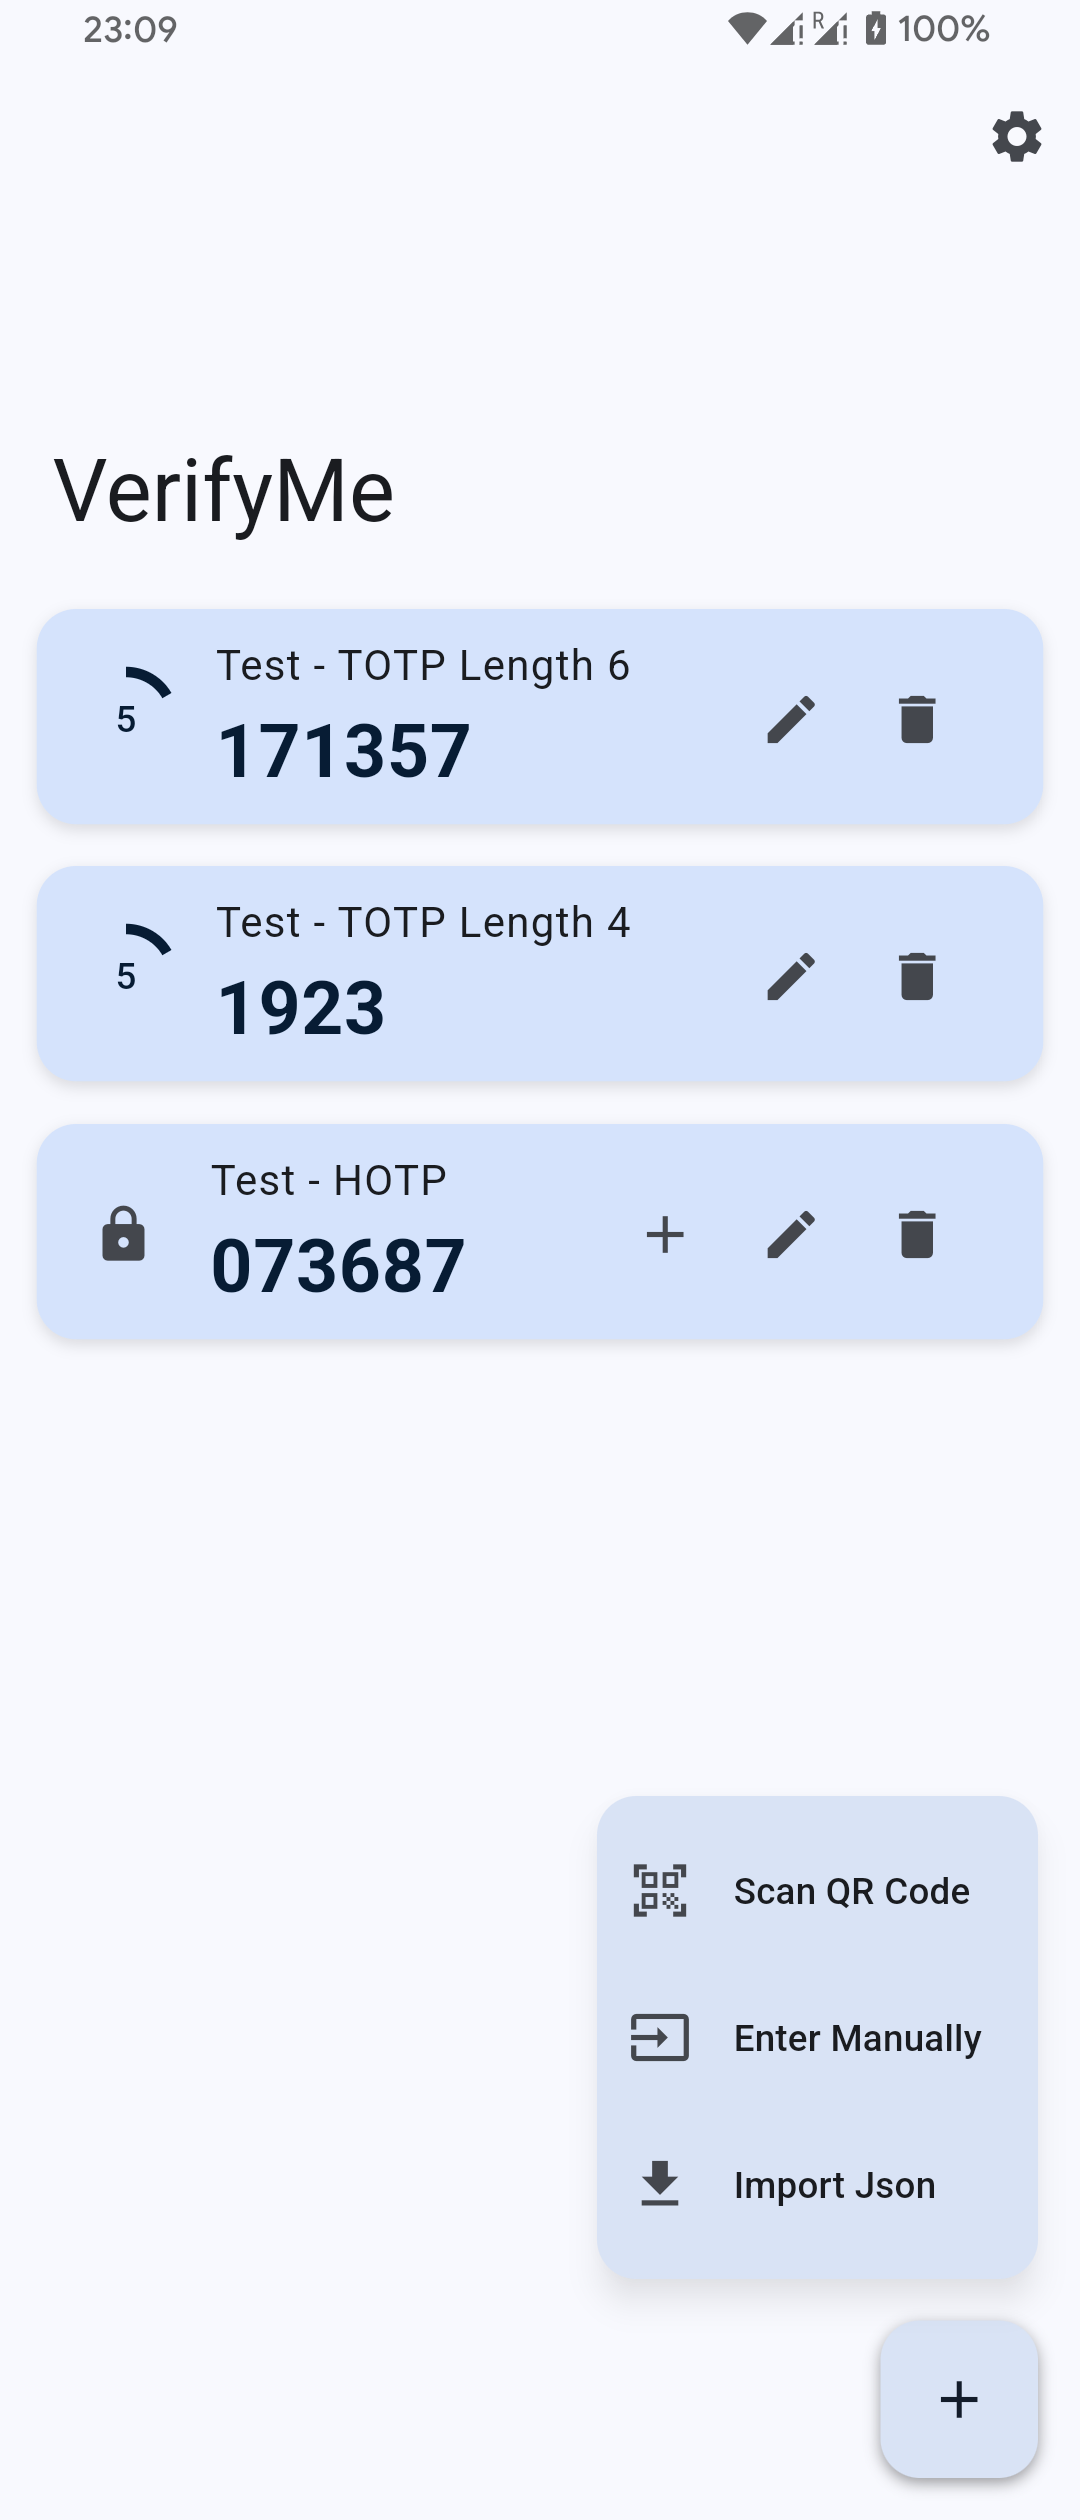 23:09
R
100%
VerifyMe
Test - TOTP Length 6
5
171357
Test - TOTP Length 4
5
1923
Test - HOTP
073687
Scan QR Code
Enter Manually
Import Json